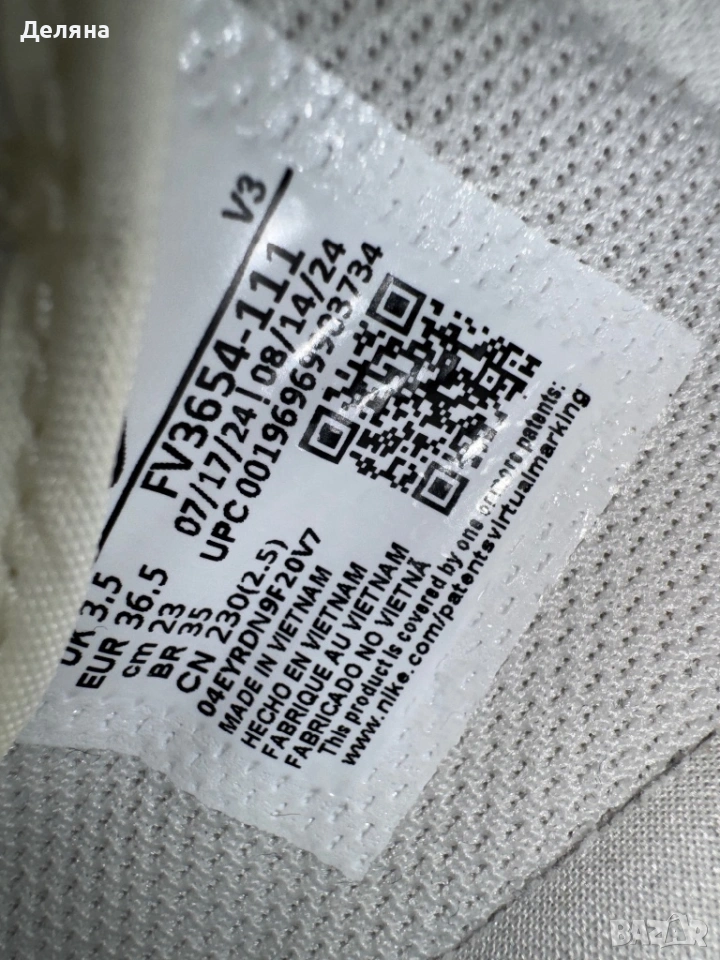 Деляна
V3
FV3654-111
07/17/24 | 08/14/24
UPC 00196969983734
UK 3.5
EUR 36.5
cm 23
BR 35
CN 230(2.5)
04EYRDN9F20V7
MADE IN VIETNAM
HECHO EN VIETNAM
FABRIQUE AU VIETNAM
FABRICADO NO VIETNÃ
This product is covered by one or more patents:
www.nike.com/patentsvirtualmarking
BAZAR